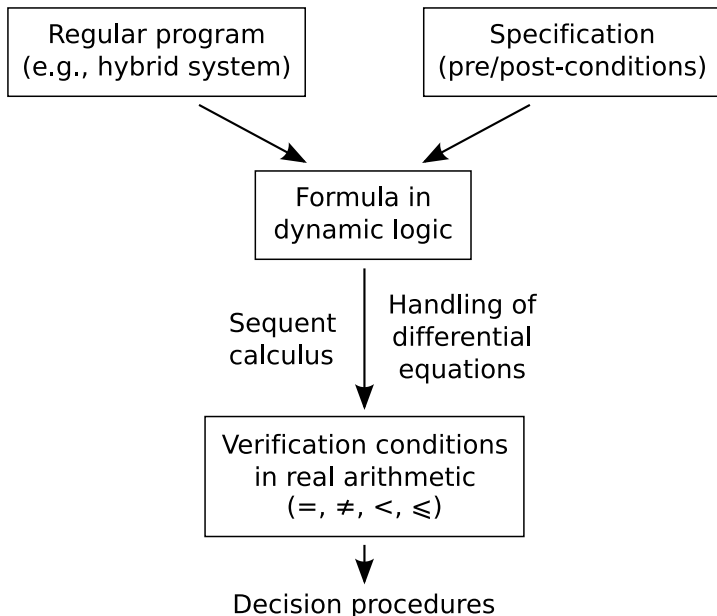 Regular program
(e.g., hybrid system)
Specification
(pre/post-conditions)
Formula in
dynamic logic
Sequent
calculus
Handling of
differential
equations
Verification conditions
in real arithmetic
(=, ≠, <, ⩽)
Decision procedures